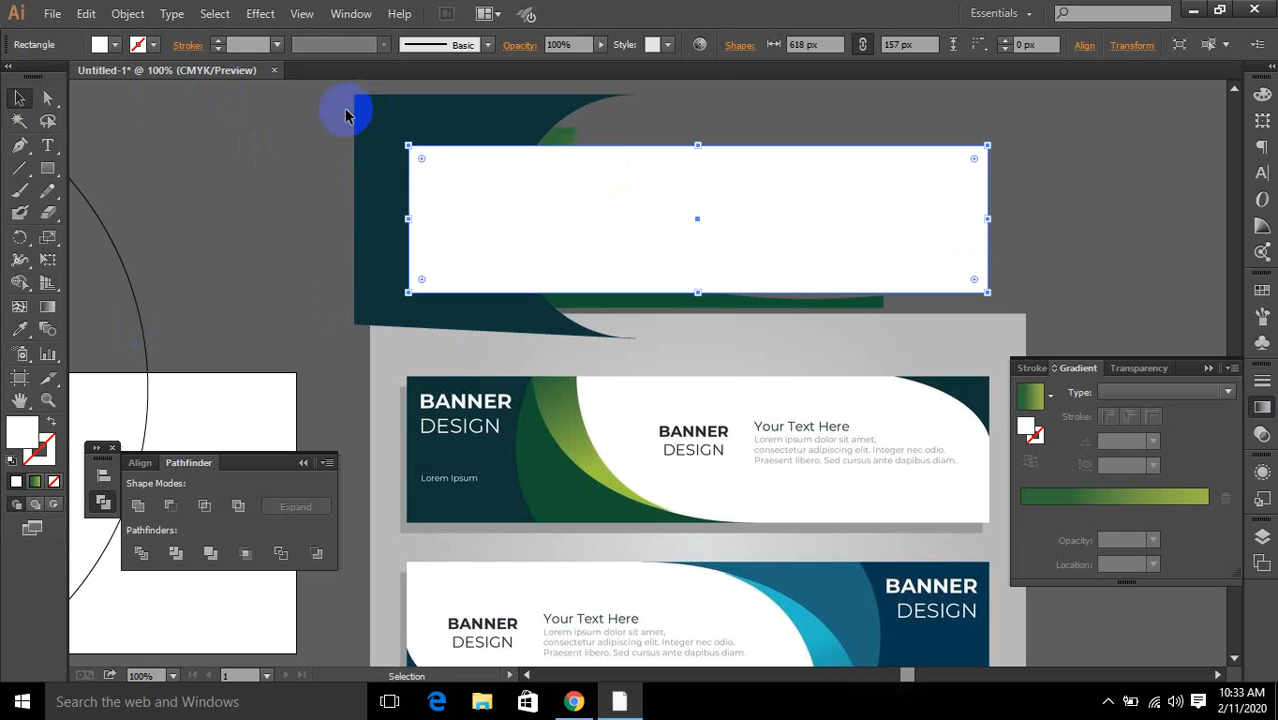 Ai File Edit Object Type Select Effect View Window Help Br Essentials
Rectangle Stroke: Basic Opacity: 100% Style: Shape: 618 px 157 px 0 px Align Transform
Untitled-1* @ 100% (CMYK/Preview)
Stroke Gradient Transparency
Type:
Stroke:
Opacity:
Location:
Align Pathfinder
Shape Modes:
Expand
Pathfinders:
BANNER
DESIGN
Lorem Ipsum
BANNER
DESIGN
Your Text Here
Lorem ipsum dolor sit amet,
consectetur adipiscing elit. Integer nec odio.
Praesent libero. Sed cursus ante dapibus diam.
BANNER
DESIGN
Your Text Here
Lorem ipsum dolor sit amet,
consectetur adipiscing elit. Integer nec odio.
Praesent libero. Sed cursus ante dapibus diam.
BANNER
DESIGN
100% 1 Selection
Search the web and Windows
10:33 AM
2/11/2020